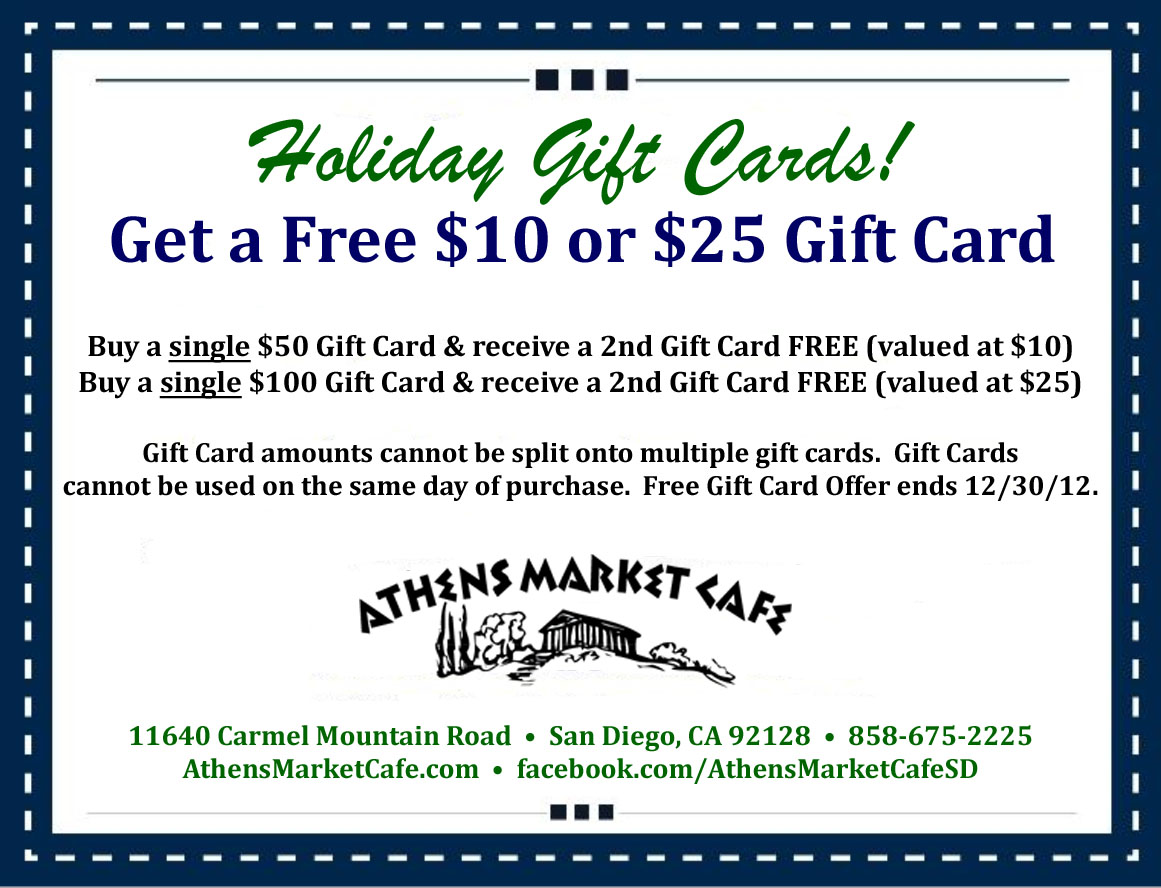 Holiday Gift Cards!
Get a Free $10 or $25 Gift Card
Buy a single $50 Gift Card & receive a 2nd Gift Card FREE (valued at $10)
Buy a single $100 Gift Card & receive a 2nd Gift Card FREE (valued at $25)
Gift Card amounts cannot be split onto multiple gift cards.  Gift Cards
cannot be used on the same day of purchase.  Free Gift Card Offer ends 12/30/12.
ATHENS MARKET CAFE
11640 Carmel Mountain Road • San Diego, CA 92128 • 858-675-2225
AthensMarketCafe.com • facebook.com/AthensMarketCafeSD